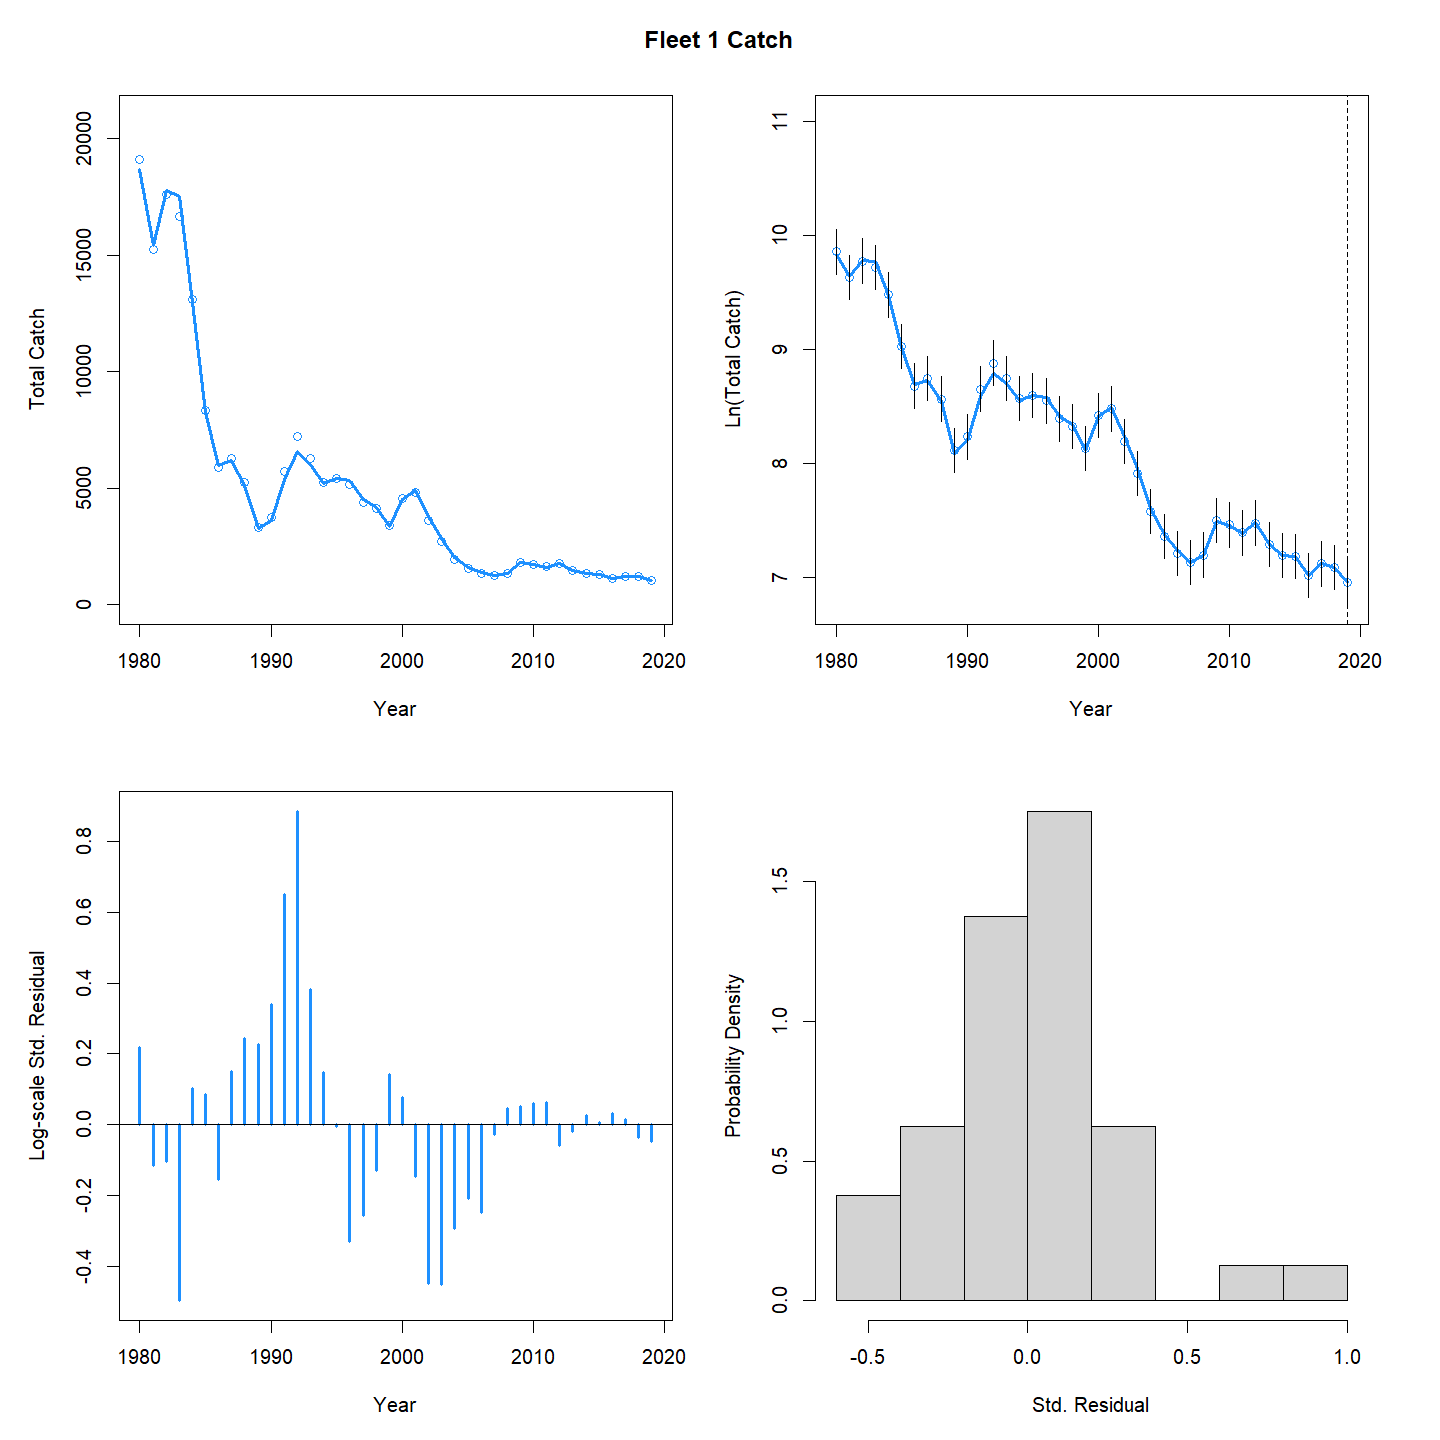 Fleet 1 Catch
Total Catch
20000
15000
10000
5000
0
1980 1990 2000 2010 2020
Year
Ln(Total Catch)
11
10
9
8
7
1980 1990 2000 2010 2020
Year
Log-scale Std. Residual
0.8
0.6
0.4
0.2
0.0
-0.2
-0.4
1980 1990 2000 2010 2020
Year
Probability Density
1.5
1.0
0.5
0.0
-0.5 0.0 0.5 1.0
Std. Residual